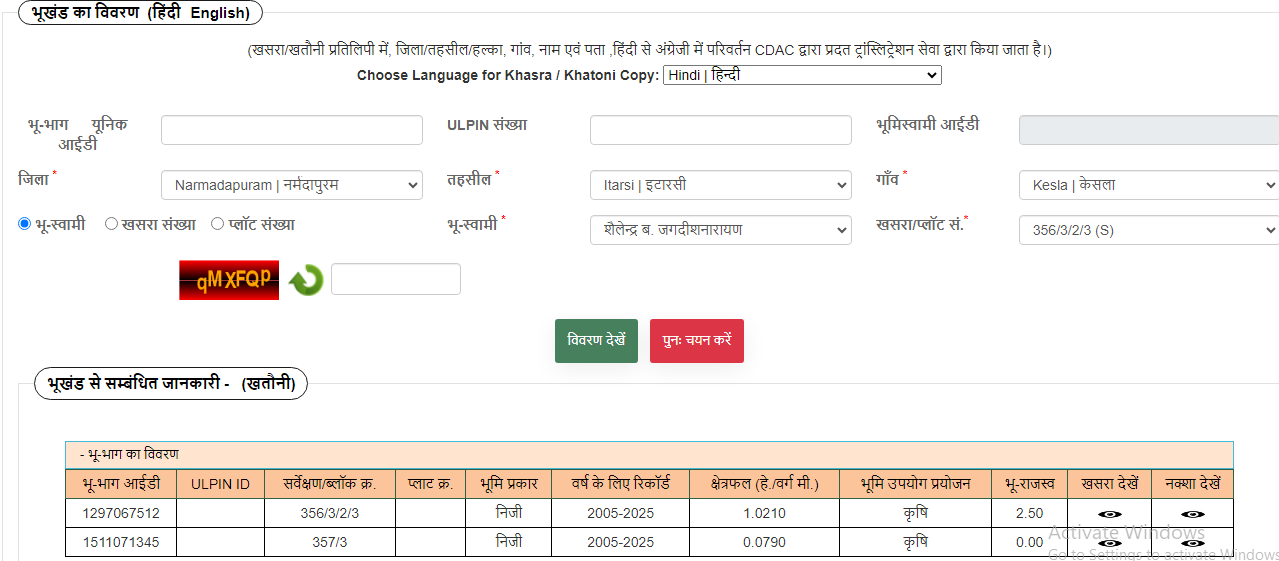 भूखंड का विवरण (हिंदी English)
(खसरा/खतौनी प्रतिलिपी में, जिला/तहसील/हल्का, गांव, नाम एवं पता ,हिंदी से अंग्रेजी में परिवर्तन CDAC द्वारा प्रदत ट्रांस्लिट्रेशन सेवा द्वारा किया जाता है।)
Choose Language for Khasra / Khatoni Copy: Hindi | हिन्दी
भू-भाग यूनिक आईडी
ULPIN संख्या
भूमिस्वामी आईडी
जिला * Narmadapuram | नर्मदापुरम तहसील * Itarsi | इटारसी गाँव * Kesla | केसला
भू-स्वामी खसरा संख्या प्लॉट संख्या भू-स्वामी * शैलेन्द्र ब. जगदीशनारायण खसरा/प्लॉट सं.* 356/3/2/3 (S)
qMXFQp
विवरण देखें पुनः चयन करें
भूखंड से सम्बंधित जानकारी - (खतौनी)
- भू-भाग का विवरण
भू-भाग आईडी ULPIN ID सर्वेक्षण/ब्लॉक क्र. प्लाट क्र. भूमि प्रकार वर्ष के लिए रिकॉर्ड क्षेत्रफल (हे./वर्ग मी.) भूमि उपयोग प्रयोजन भू-राजस्व खसरा देखें नक्शा देखें
1297067512 356/3/2/3 निजी 2005-2025 1.0210 कृषि 2.50
1511071345 357/3 निजी 2005-2025 0.0790 कृषि 0.00
Activate Windows
Go to Settings to activate Windows